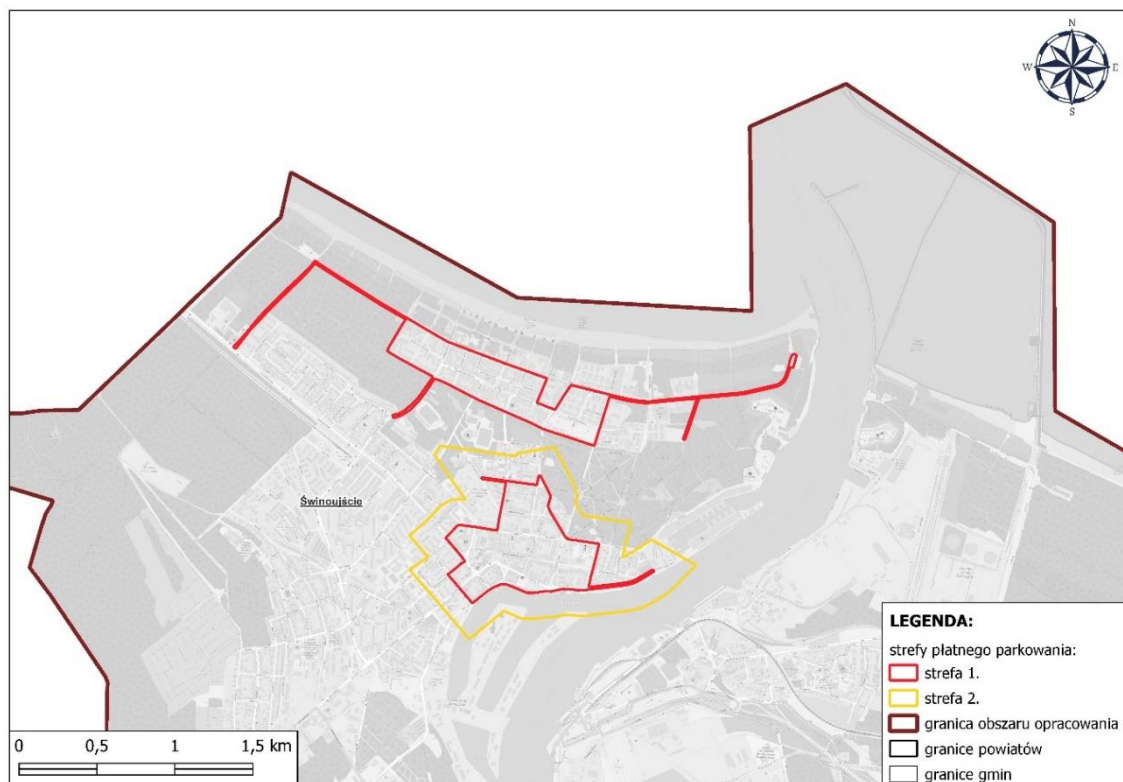 N
W
E
S
Świnoujście
LEGENDA:
strefy płatnego parkowania:
strefa 1.
strefa 2.
granica obszaru opracowania
granice powiatów
granice gmin
0 0,5 1 1,5 km